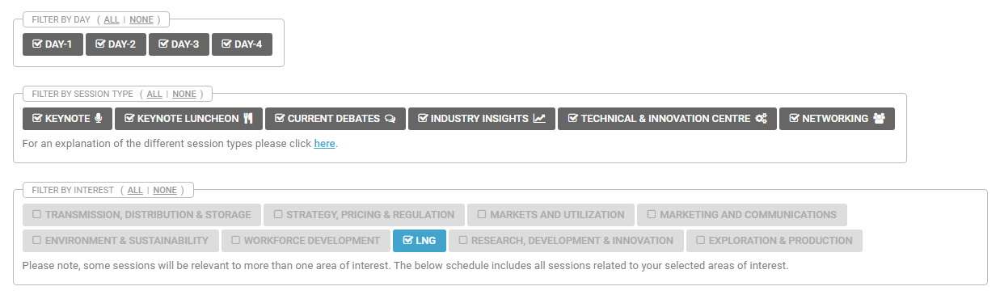 FILTER BY DAY ( ALL | NONE )
DAY-1 DAY-2 DAY-3 DAY-4
FILTER BY SESSION TYPE ( ALL | NONE )
KEYNOTE KEYNOTE LUNCHEON CURRENT DEBATES INDUSTRY INSIGHTS TECHNICAL & INNOVATION CENTRE NETWORKING
For an explanation of the different session types please click here.
FILTER BY INTEREST ( ALL | NONE )
TRANSMISSION, DISTRIBUTION & STORAGE STRATEGY, PRICING & REGULATION MARKETS AND UTILIZATION MARKETING AND COMMUNICATIONS
ENVIRONMENT & SUSTAINABILITY WORKFORCE DEVELOPMENT LNG RESEARCH, DEVELOPMENT & INNOVATION EXPLORATION & PRODUCTION
Please note, some sessions will be relevant to more than one area of interest. The below schedule includes all sessions related to your selected areas of interest.